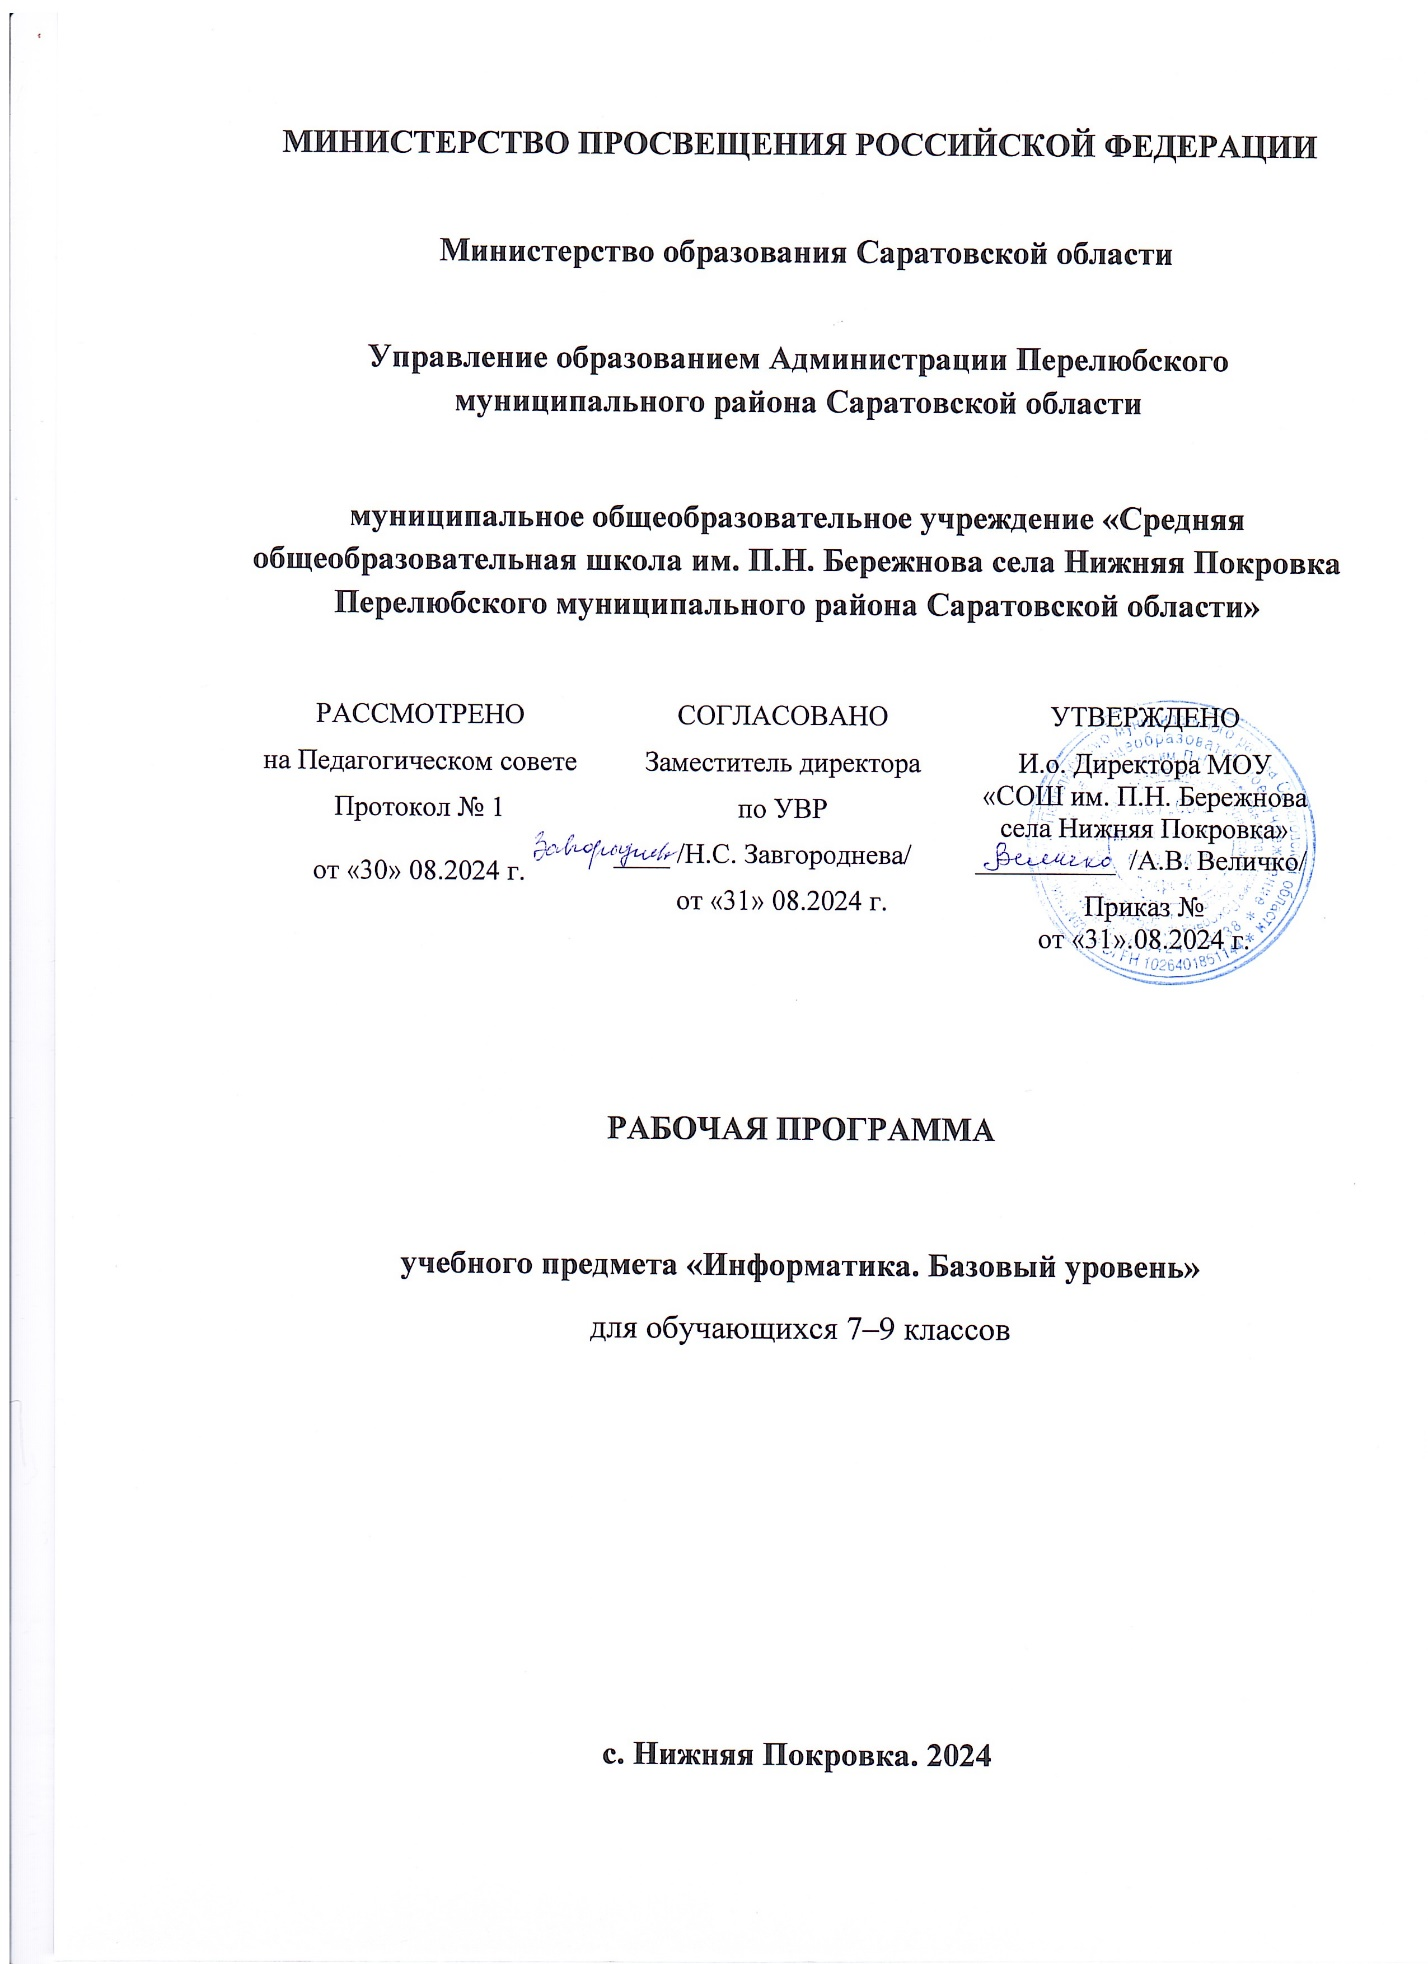 МИНИСТЕРСТВО ПРОСВЕЩЕНИЯ РОССИЙСКОЙ ФЕДЕРАЦИИ
Министерство образования Саратовской области
Управление образованием Администрации Перелюбского
муниципального района Саратовской области
муниципальное общеобразовательное учреждение «Средняя
общеобразовательная школа им. П.Н. Бережнова села Нижняя Покровка
Перелюбского муниципального района Саратовской области»
РАССМОТРЕНО
на Педагогическом совете
Протокол № 1
от «30» 08.2024 г.
СОГЛАСОВАНО
Заместитель директора
по УВР
/Н.С. Завгороднева/
от «31» 08.2024 г.
УТВЕРЖДЕНО
И.о. Директора МОУ
«СОШ им. П.Н. Бережнова
села Нижняя Покровка»
Величко /А.В. Величко/
Приказ №
от «31».08.2024 г.
РАБОЧАЯ ПРОГРАММА
учебного предмета «Информатика. Базовый уровень»
для обучающихся 7–9 классов
с. Нижняя Покровка. 2024